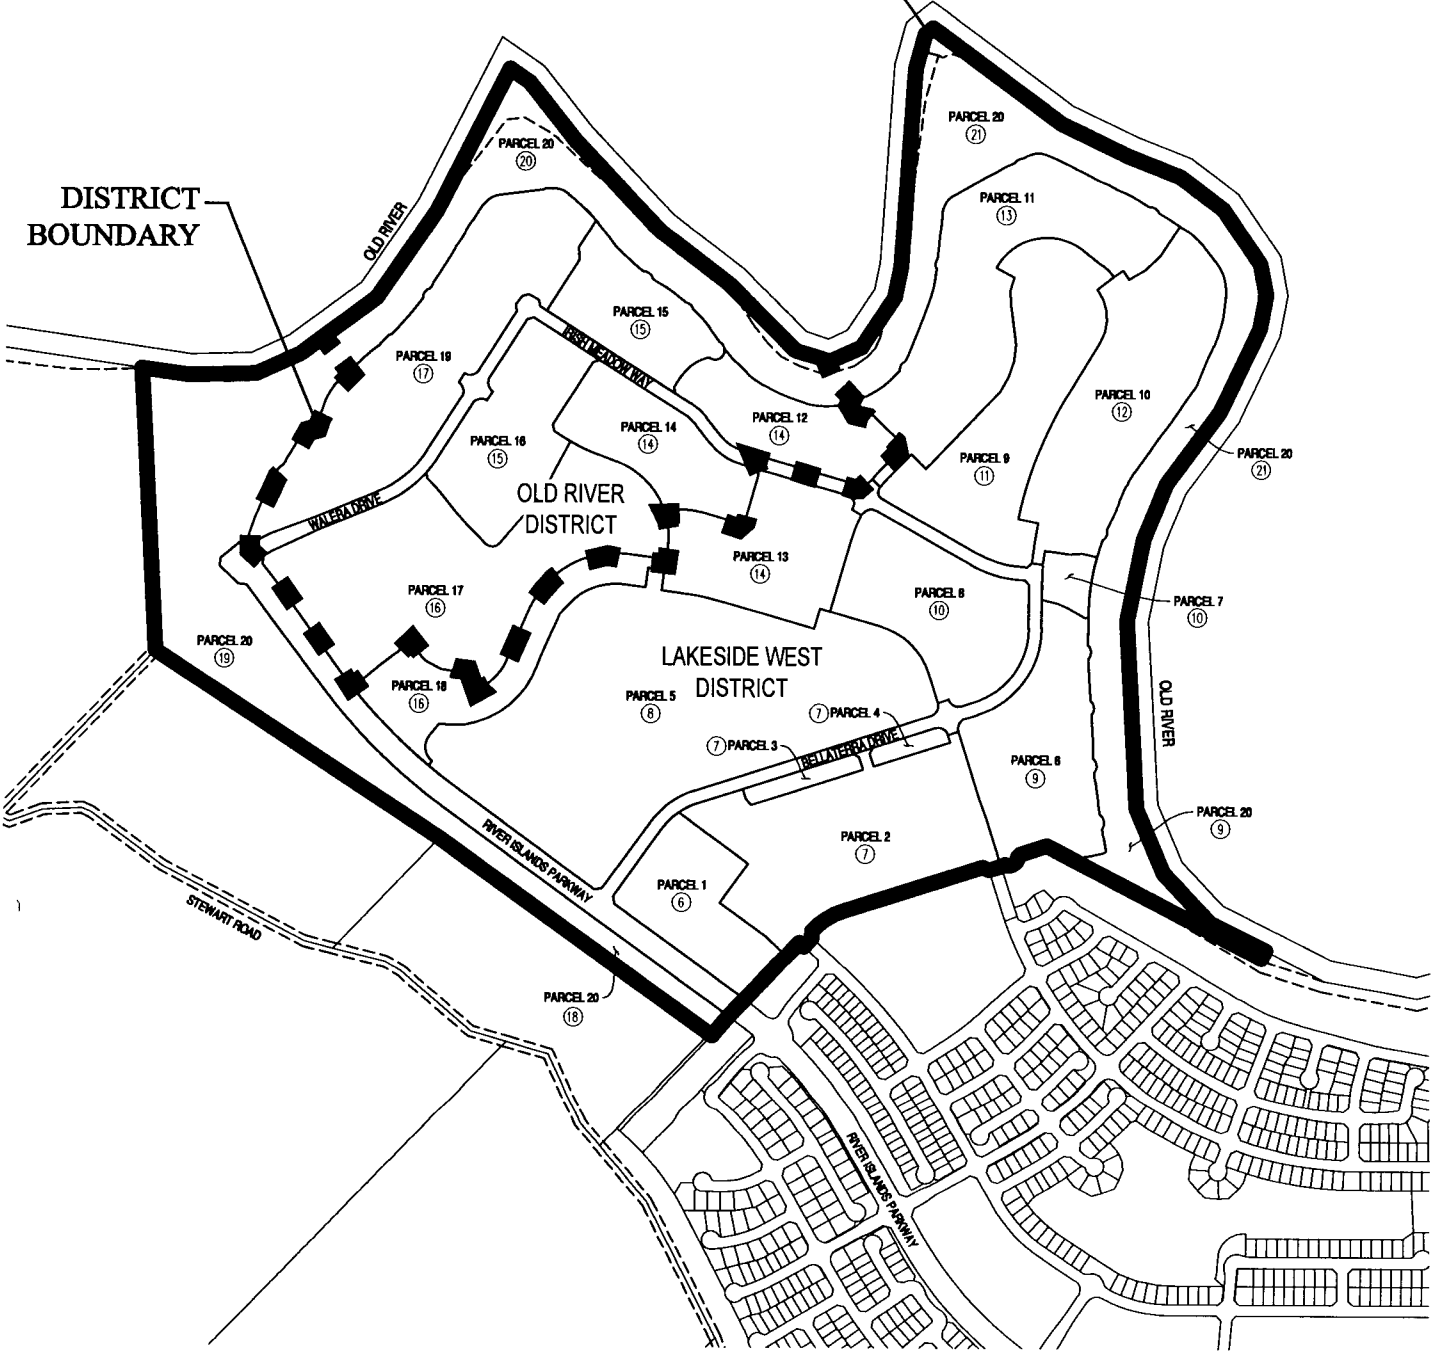 PARCEL 20
21
PARCEL 20
20
DISTRICT
BOUNDARY
OLD RIVER
PARCEL 11
13
PARCEL 15
15
IRISH MEADOW WAY
PARCEL 19
17
PARCEL 10
12
PARCEL 12
14
PARCEL 14
14
PARCEL 16
15
PARCEL 9
11
PARCEL 20
21
OLD RIVER
DISTRICT
WALERA DRIVE
PARCEL 13
14
PARCEL 17
16
PARCEL 8
10
PARCEL 7
10
PARCEL 20
19
LAKESIDE WEST
DISTRICT
PARCEL 18
16
PARCEL 5
8
OLD RIVER
7 PARCEL 4
7 PARCEL 3
BELLATERRA DRIVE
PARCEL 6
9
PARCEL 20
9
PARCEL 2
7
RIVER ISLANDS PARKWAY
PARCEL 1
6
STEWART ROAD
PARCEL 20
18
RIVER ISLANDS PARKWAY